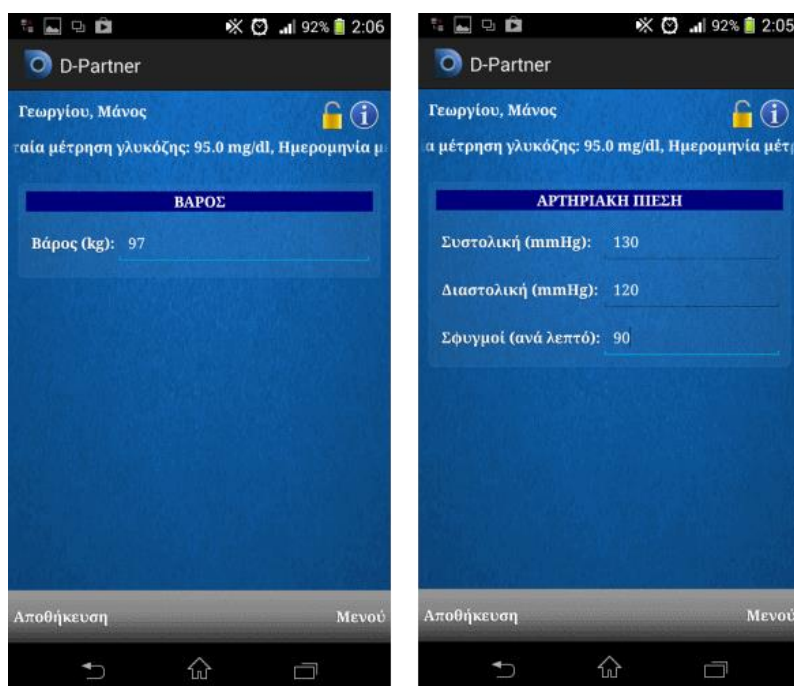 92% 2:06
D-Partner
Γεωργίου, Μάνος
ταία μέτρηση γλυκόζης: 95.0 mg/dl, Ημερομηνία μ
ΒΑΡΟΣ
Βάρος (kg): 97
Αποθήκευση Μενού
92% 2:05
D-Partner
Γεωργίου, Μάνος
α μέτρηση γλυκόζης: 95.0 mg/dl, Ημερομηνία μέτ
ΑΡΤΗΡΙΑΚΗ ΠΙΕΣΗ
Συστολική (mmHg): 130
Διαστολική (mmHg): 120
Σφυγμοί (ανά λεπτό): 90
Αποθήκευση Μενού